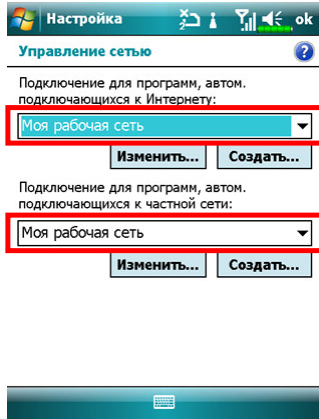 Настройка
ok
Управление сетью
?
Подключение для программ, автом.
подключающихся к Интернету:
Моя рабочая сеть
Изменить... Создать...
Подключение для программ, автом.
подключающихся к частной сети:
Моя рабочая сеть
Изменить... Создать...